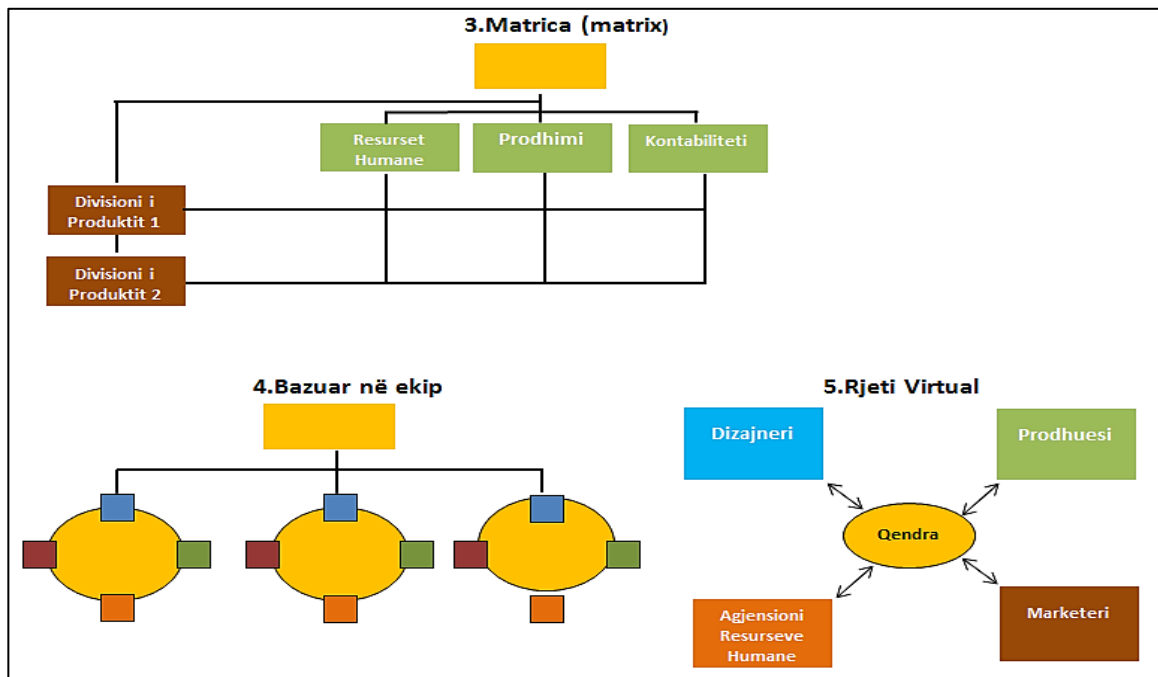 3.Matrica (matrix)
Resurset
Humane
Prodhimi
Kontabiliteti
Divisioni i
Produktit 1
Divisioni i
Produktit 2
4.Bazuar në ekip
5.Rjeti Virtual
Dizajneri
Prodhuesi
Qendra
Agjensioni
Resurseve
Humane
Marketeri